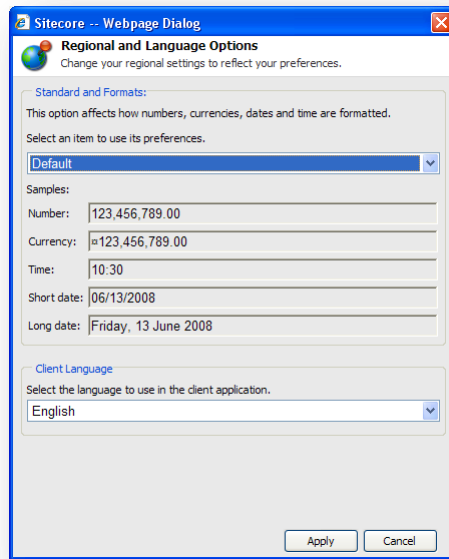 Sitecore -- Webpage Dialog
Regional and Language Options
Change your regional settings to reflect your preferences.
Standard and Formats:
This option affects how numbers, currencies, dates and time are formatted.
Select an item to use its preferences.
Default
Samples:
Number: 123,456,789.00
Currency: ¤123,456,789.00
Time: 10:30
Short date: 06/13/2008
Long date: Friday, 13 June 2008
Client Language
Select the language to use in the client application.
English
Apply Cancel